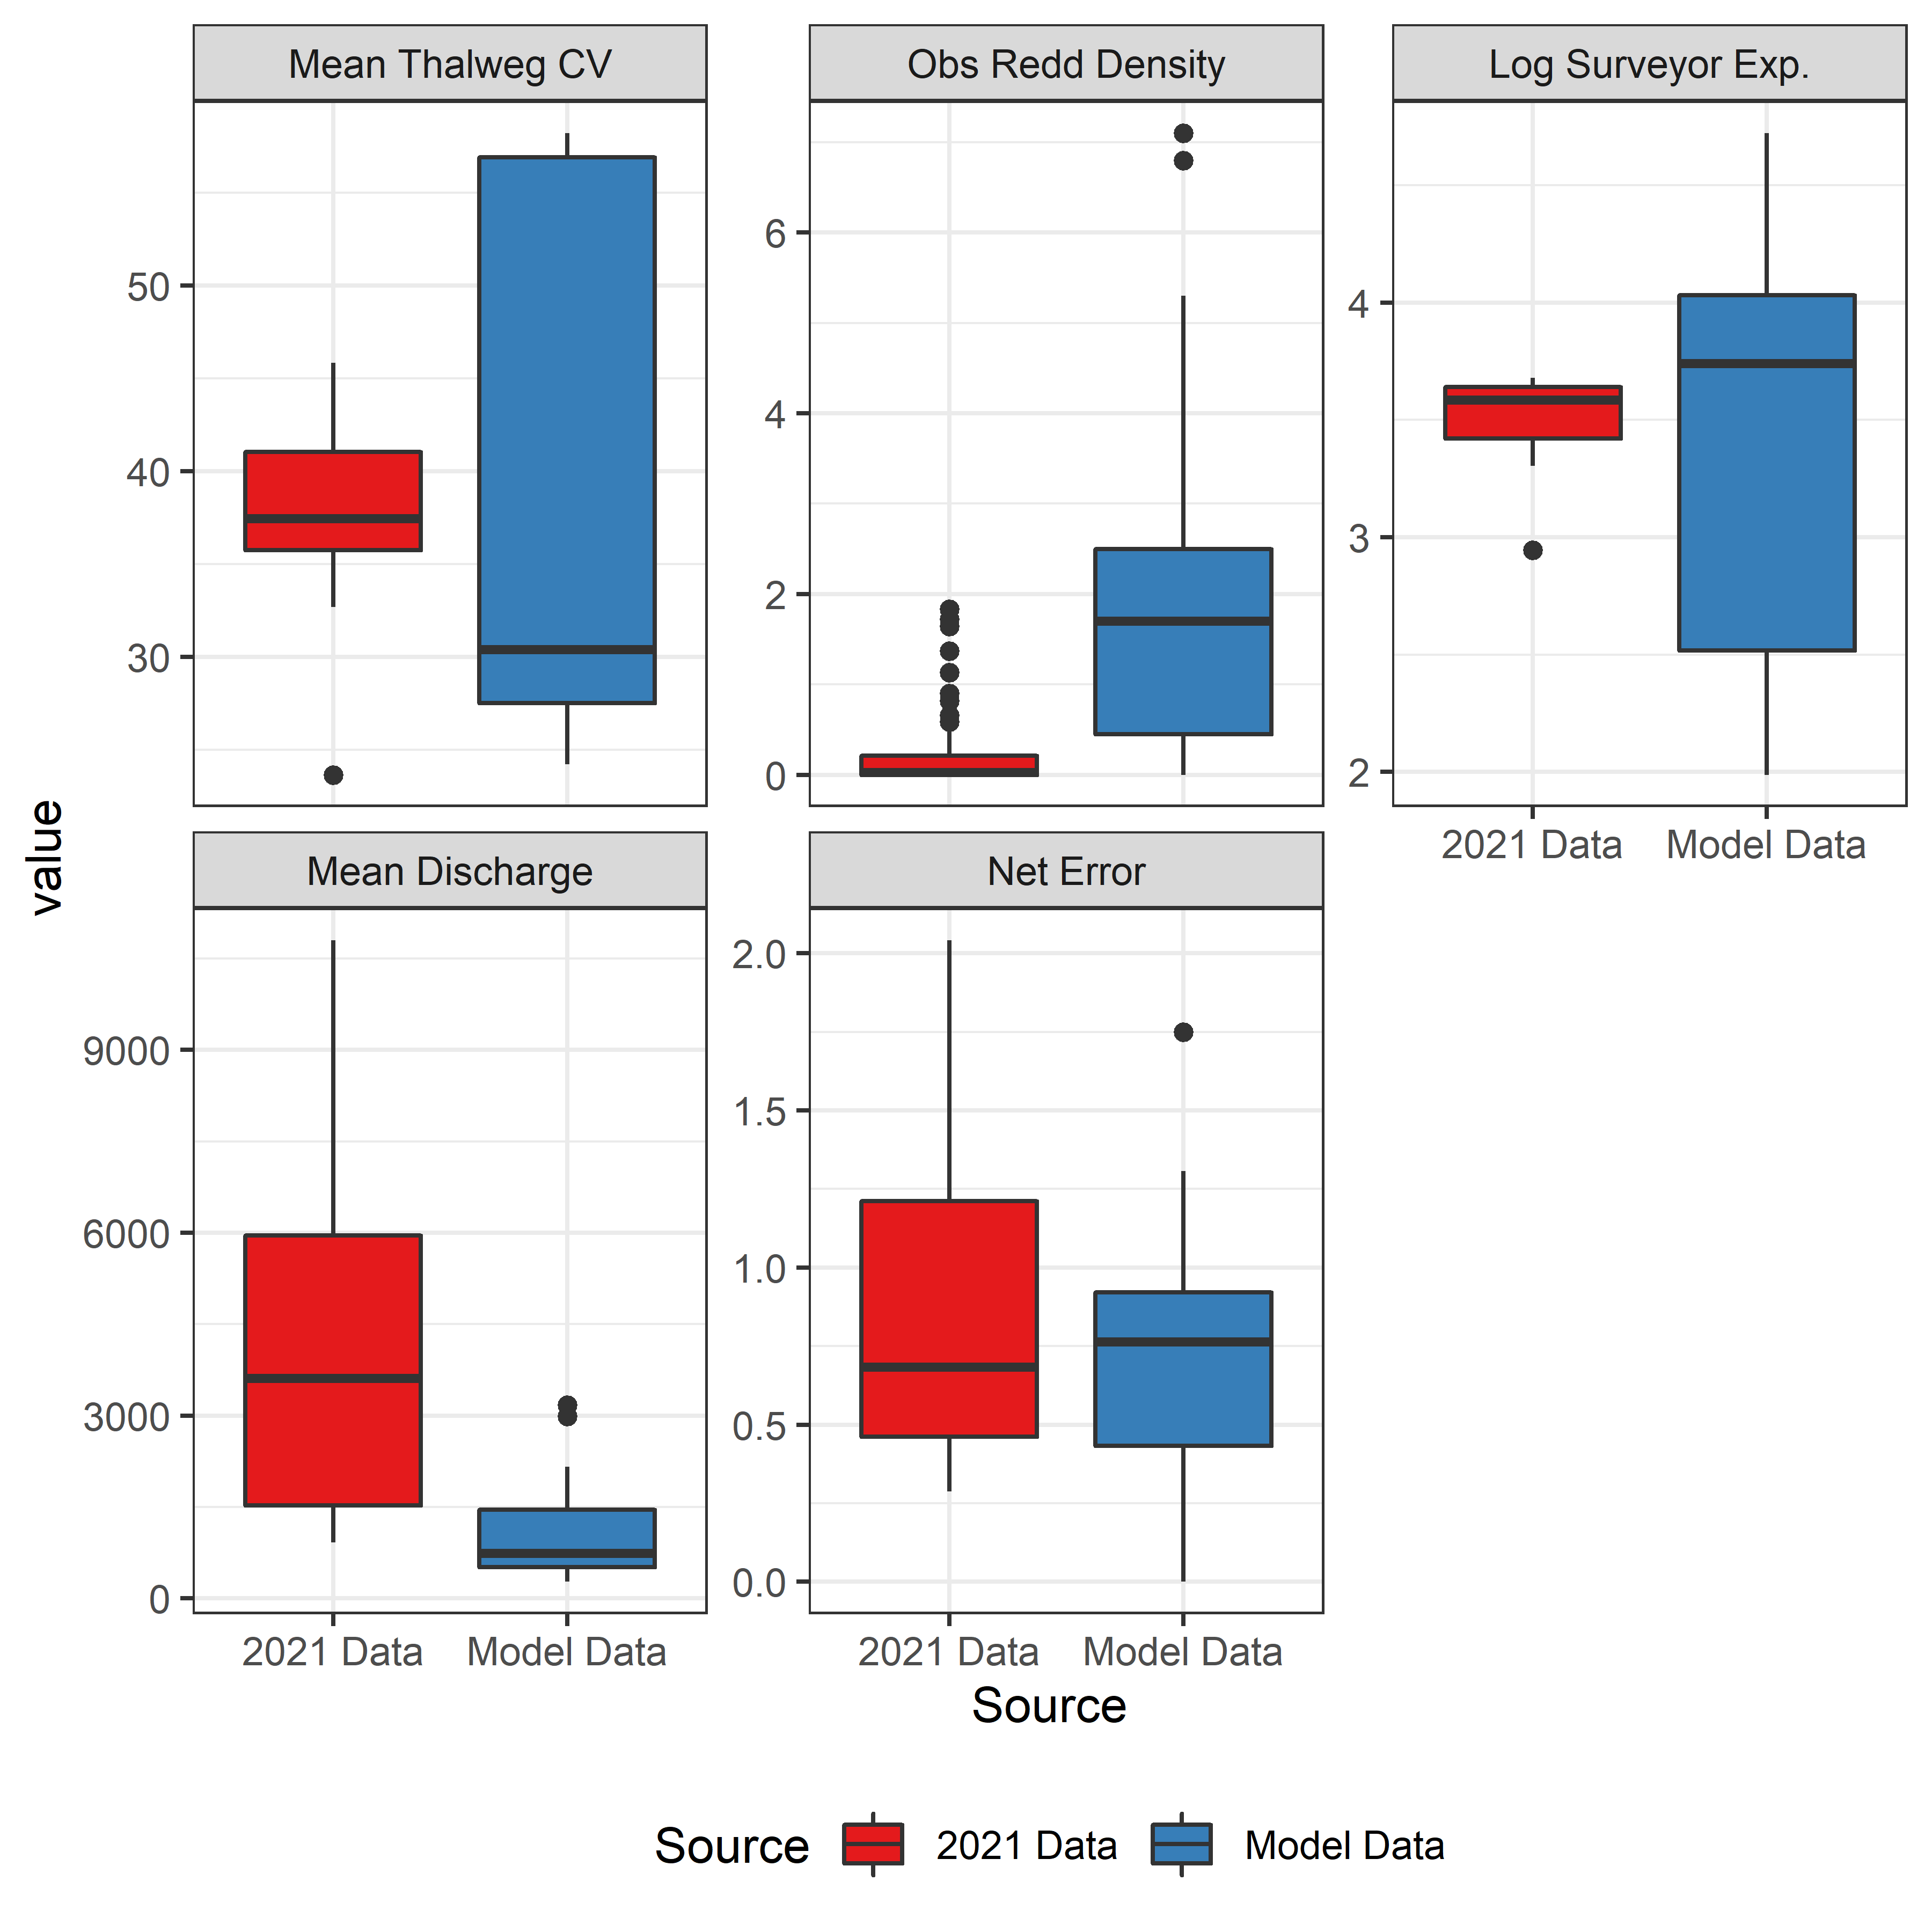 Mean Thalweg CV
Obs Redd Density
Log Surveyor Exp.
50
40
30
6
4
2
0
4
3
2
2021 Data
Model Data
value
Mean Discharge
Net Error
9000
6000
3000
0
2.0
1.5
1.0
0.5
0.0
2021 Data
Model Data
2021 Data
Model Data
Source
Source
2021 Data
Model Data